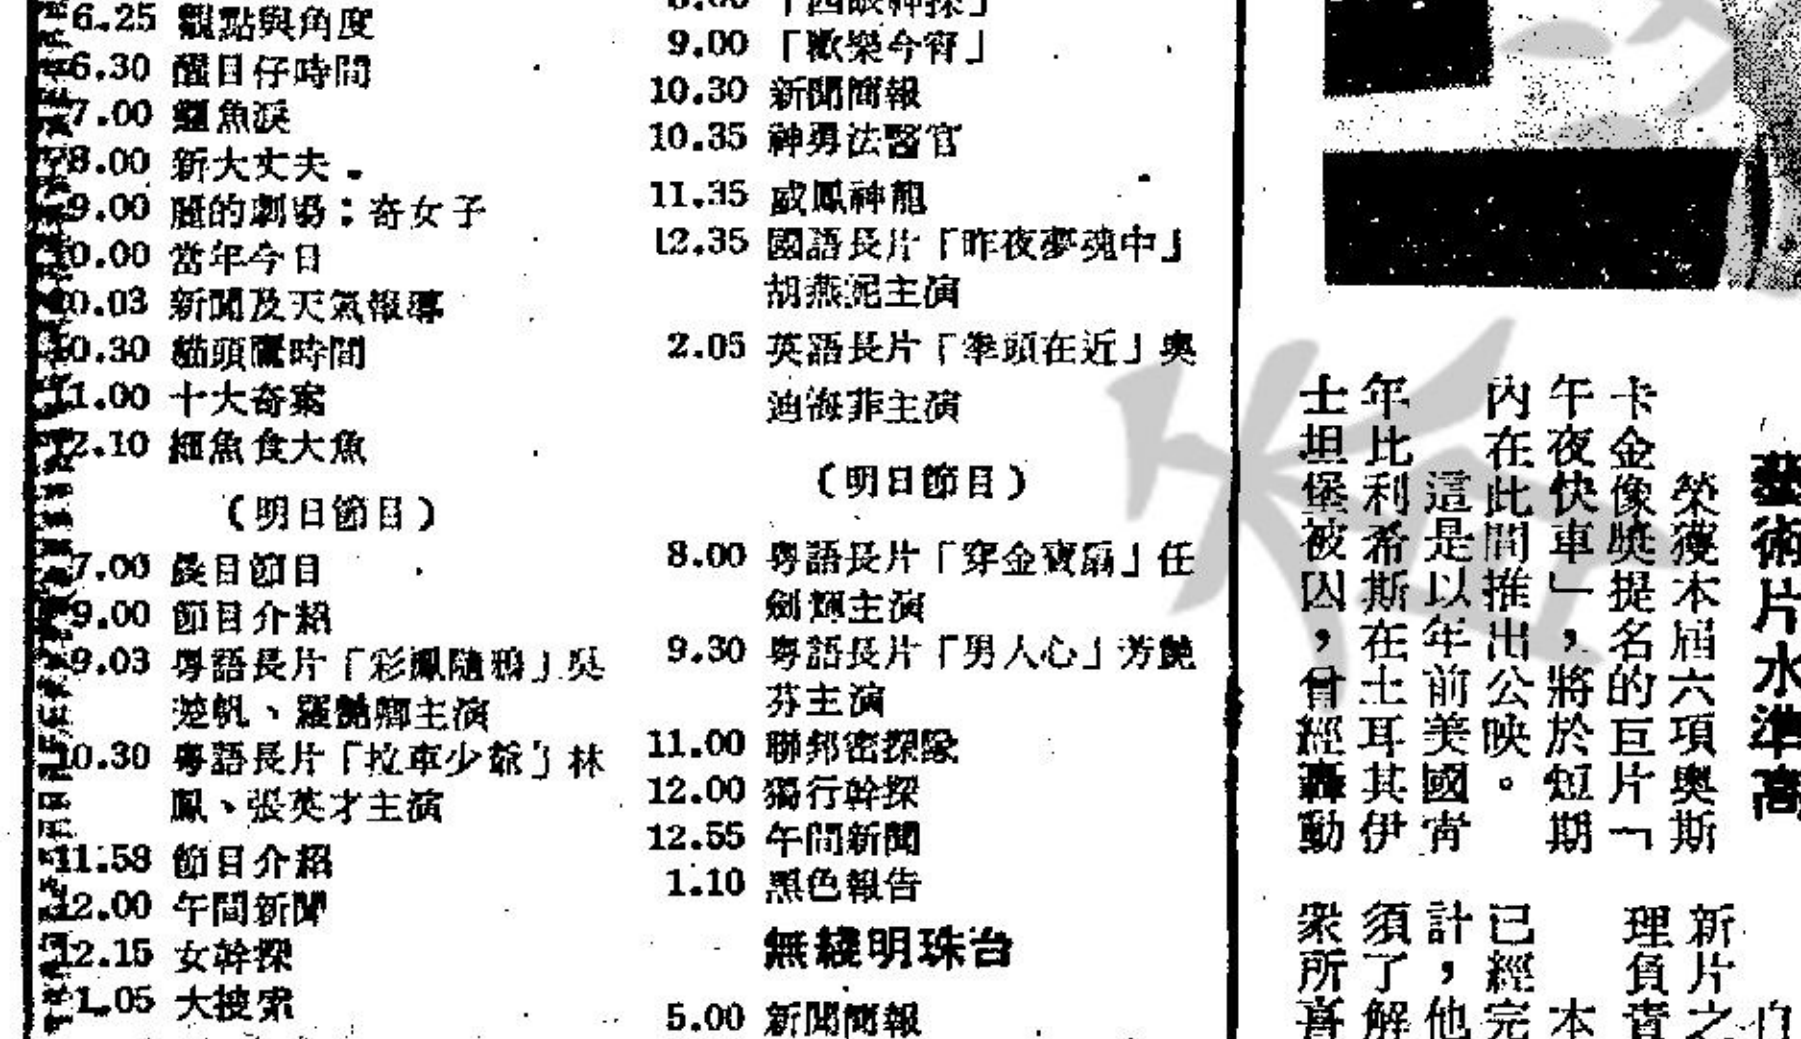 6.25 觀點與角度
6.30 醒目仔時間
7.00 鱷魚淚
8.00 新大丈夫
9.00 麗的劇場：奇女子
10.00 當年今日
10.03 新聞及天氣報導
10.30 貓頭鷹時間
11.00 十大奇案
12.10 細魚食大魚
（明日節目）
7.00 晨日節目
9.00 節目介紹
9.03 粵語長片「彩鳳隨鴉」吳
楚帆、羅艷卿主演
10.30 粵語長片「拉車少爺」林
鳳、張英才主演
11.58 節目介紹
12.00 午間新聞
12.15 女幹探
1.05 大搜索
「四眼神探」
9.00 「歡樂今宵」
10.30 新聞簡報
10.35 神勇法醫官
11.35 威鳳神龍
12.35 國語長片「昨夜夢魂中」
胡燕妮主演
2.05 英語長片「拳頭在近」奧
迪梅菲主演
（明日節目）
8.00 粵語長片「穿金寶扇」任
劍輝主演
9.30 粵語長片「男人心」芳艷
芬主演
11.00 聯邦密探隊
12.00 獨行幹探
12.55 午間新聞
1.10 黑色報告
無綫明珠台
5.00 新聞簡報
藝術片水準高
榮獲本屆六項奧斯
卡金像獎提名的巨片「
午夜快車」，將於短期
內在此間推出公映。
這是以年前美國青
年比利希斯在土耳其伊
士坦堡被囚，曾經轟動
新片之
理負責
本
已經完
計，他
須了解
衆所喜